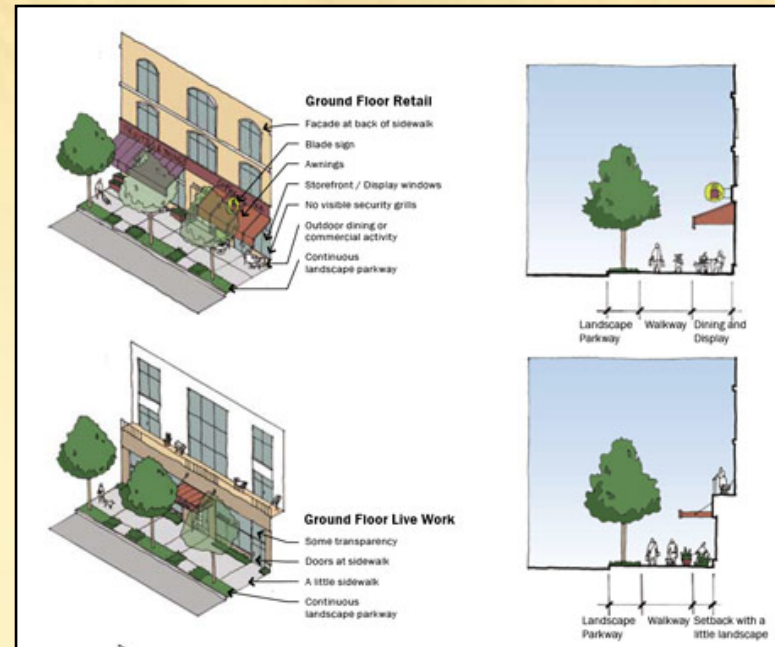 Ground Floor Retail
Facade at back of sidewalk
Blade sign
Awnings
Storefront / Display windows
No visible security grills
Outdoor dining or
commercial activity
Continuous
landscape parkway
Landscape
Parkway
Walkway
Dining and
Display
Ground Floor Live Work
Some transparency
Doors at sidewalk
A little sidewalk
Continuous
landscape parkway
Landscape
Parkway
Walkway
Setback with a
little landscape